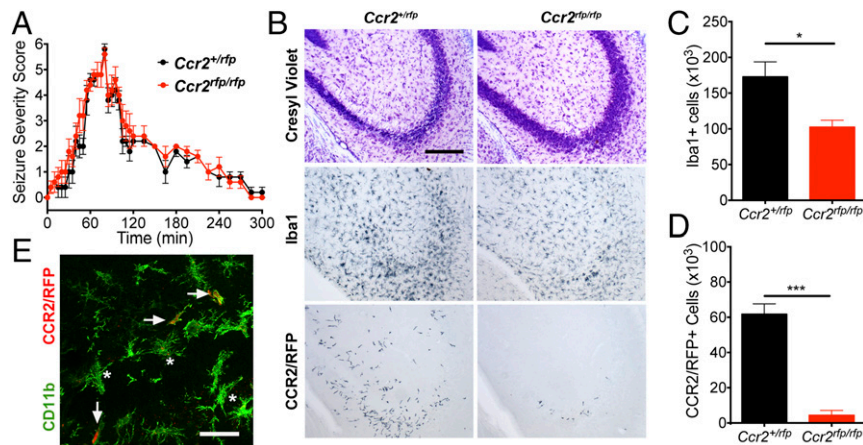 A
Seizure Severity Score
6
5
4
3
2
1
0
Ccr2+/rfp
Ccr2rfp/rfp
0 60 120 180 240 300
Time (min)
B
Ccr2+/rfp Ccr2rfp/rfp
Cresyl Violet
Iba1
CCR2/RFP
C
Iba1+ cells (x10³)
200
150
100
50
0
*
Ccr2+/rfp Ccr2rfp/rfp
D
CCR2/RFP+ Cells (x10³)
80
60
40
20
0
***
Ccr2+/rfp Ccr2rfp/rfp
E
CD11b CCR2/RFP
*
*
*